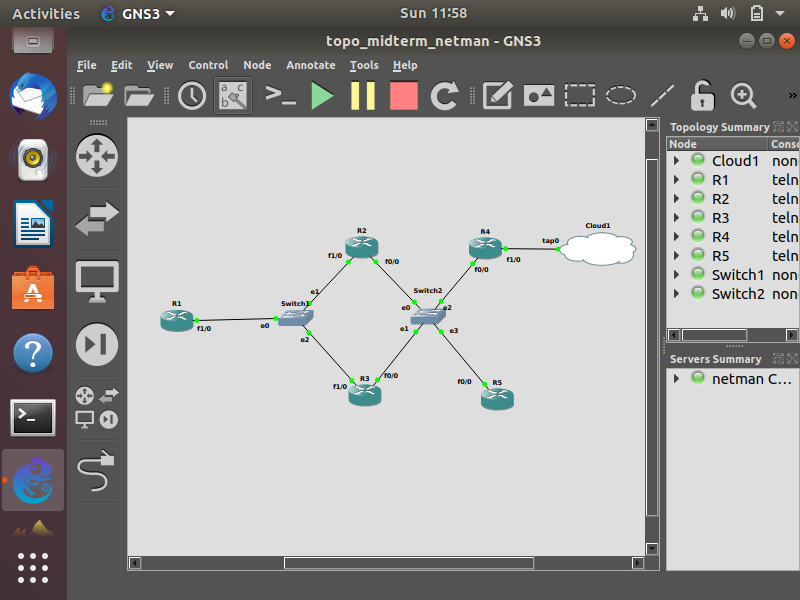 Activities GNS3 Sun 11:58
topo_midterm_netman - GNS3
File Edit View Control Node Annotate Tools Help
a c
b
>_
»
Topology Summary
Node Conso
Cloud1 none
R1 teln
R2 teln
R3 teln
R4 teln
R5 teln
Switch1 none
Switch2 none
Servers Summary
netman C...
Cloud1
R2
R4
tap0
f1/0
f0/0
f1/0
f0/0
e1
Switch2
R1
Switch1
e0
e2
f1/0
e0
e1
e3
e2
R3
f0/0
f1/0
f0/0
R5